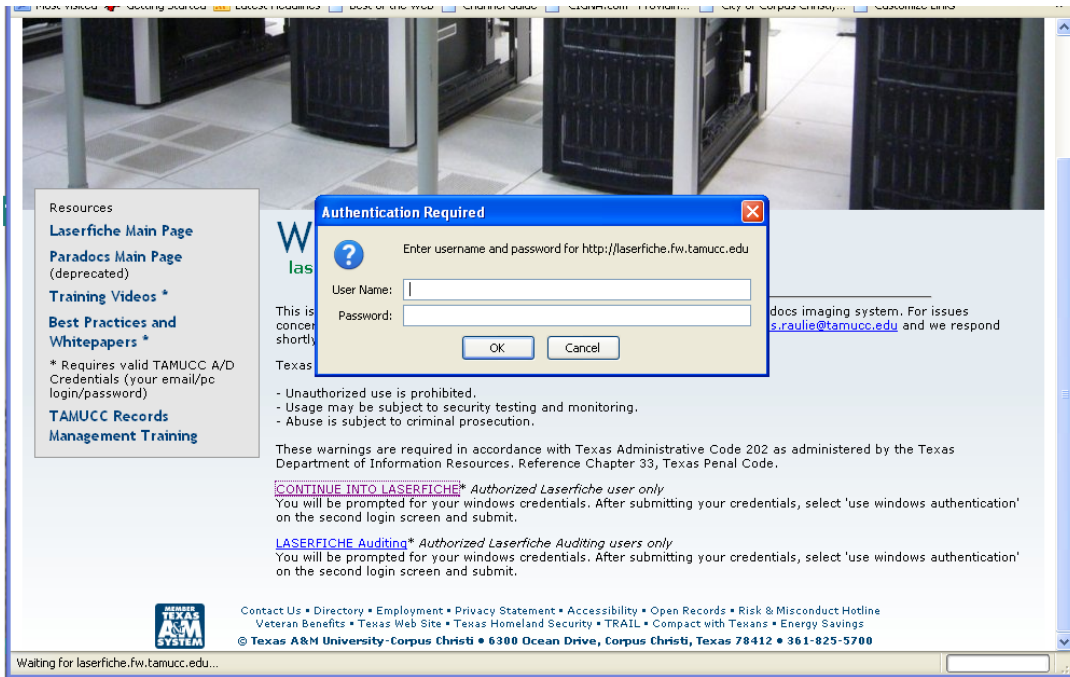 Most Visited Getting Started Latest Headlines Best of the Web Channel Guide CIGNA.com - Providin... City of Corpus Christi,... Customize Links
Resources
Laserfiche Main Page
Paradocs Main Page
(deprecated)
Training Videos *
Best Practices and
Whitepapers *
* Requires valid TAMUCC A/D
Credentials (your email/pc
login/password)
TAMUCC Records
Management Training
Authentication Required
Enter username and password for http://laserfiche.fw.tamucc.edu
User Name:
Password:
OK Cancel
W
las
This is docs imaging system. For issues
concer s.raulie@tamucc.edu and we respond
shortly
Texas
- Unauthorized use is prohibited.
- Usage may be subject to security testing and monitoring.
- Abuse is subject to criminal prosecution.
These warnings are required in accordance with Texas Administrative Code 202 as administered by the Texas
Department of Information Resources. Reference Chapter 33, Texas Penal Code.
CONTINUE INTO LASERFICHE* Authorized Laserfiche user only
You will be prompted for your windows credentials. After submitting your credentials, select 'use windows authentication'
on the second login screen and submit.
LASERFICHE Auditing* Authorized Laserfiche Auditing users only
You will be prompted for your windows credentials. After submitting your credentials, select 'use windows authentication'
on the second login screen and submit.
MEMBER
TEXAS
A&M
SYSTEM
Contact Us • Directory • Employment • Privacy Statement • Accessibility • Open Records • Risk & Misconduct Hotline
Veteran Benefits • Texas Web Site • Texas Homeland Security • TRAIL • Compact with Texans • Energy Savings
© Texas A&M University-Corpus Christi • 6300 Ocean Drive, Corpus Christi, Texas 78412 • 361-825-5700
Waiting for laserfiche.fw.tamucc.edu...